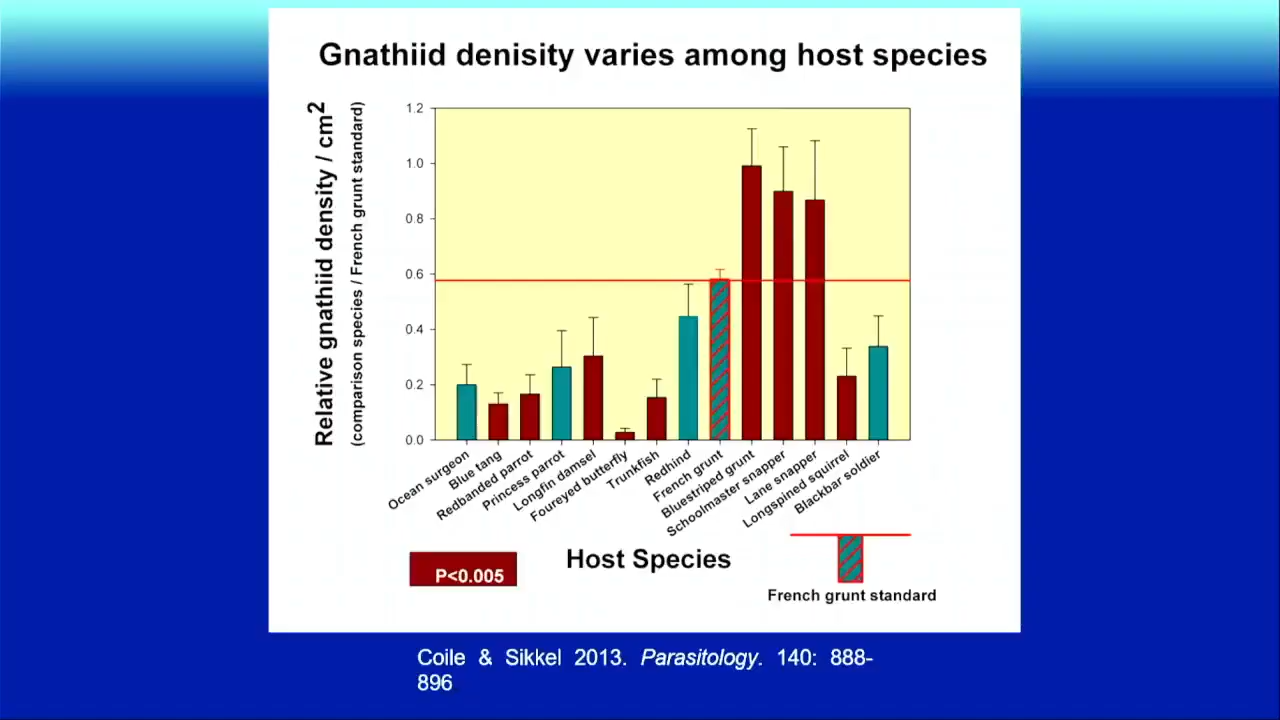 Gnathiid denisity varies among host species
Relative gnathiid density / cm²
(comparison species / French grunt standard)
1.2
1.0
0.8
0.6
0.4
0.2
0.0
Ocean surgeon
Blue tang
Redbanded parrot
Princess parrot
Longfin damsel
Foureyed butterfly
Trunkfish
Redhind
French grunt
Bluestriped grunt
Schoolmaster snapper
Lane snapper
Longspined squirrel
Blackbar soldier
P<0.005
Host Species
French grunt standard
Coile & Sikkel 2013. Parasitology. 140: 888-
896